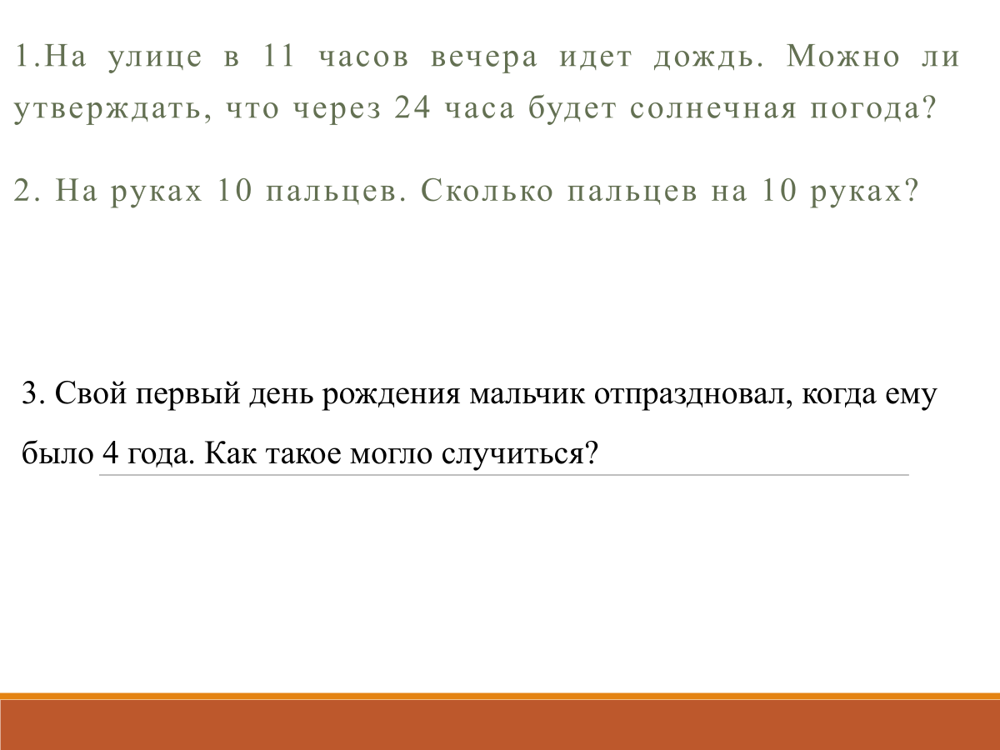 1.На улице в 11 часов вечера идет дождь. Можно ли
утверждать, что через 24 часа будет солнечная погода?
2. На руках 10 пальцев. Сколько пальцев на 10 руках?
3. Свой первый день рождения мальчик отпраздновал, когда ему
было 4 года. Как такое могло случиться?